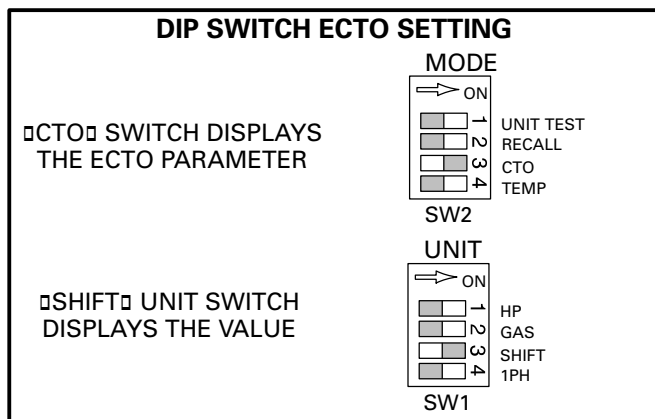 DIP SWITCH ECTO SETTING
MODE
ON
▯CTO▯ SWITCH DISPLAYS
THE ECTO PARAMETER
1 UNIT TEST
2 RECALL
3 CTO
4 TEMP
SW2
UNIT
ON
▯SHIFT▯ UNIT SWITCH
DISPLAYS THE VALUE
1 HP
2 GAS
3 SHIFT
4 1PH
SW1